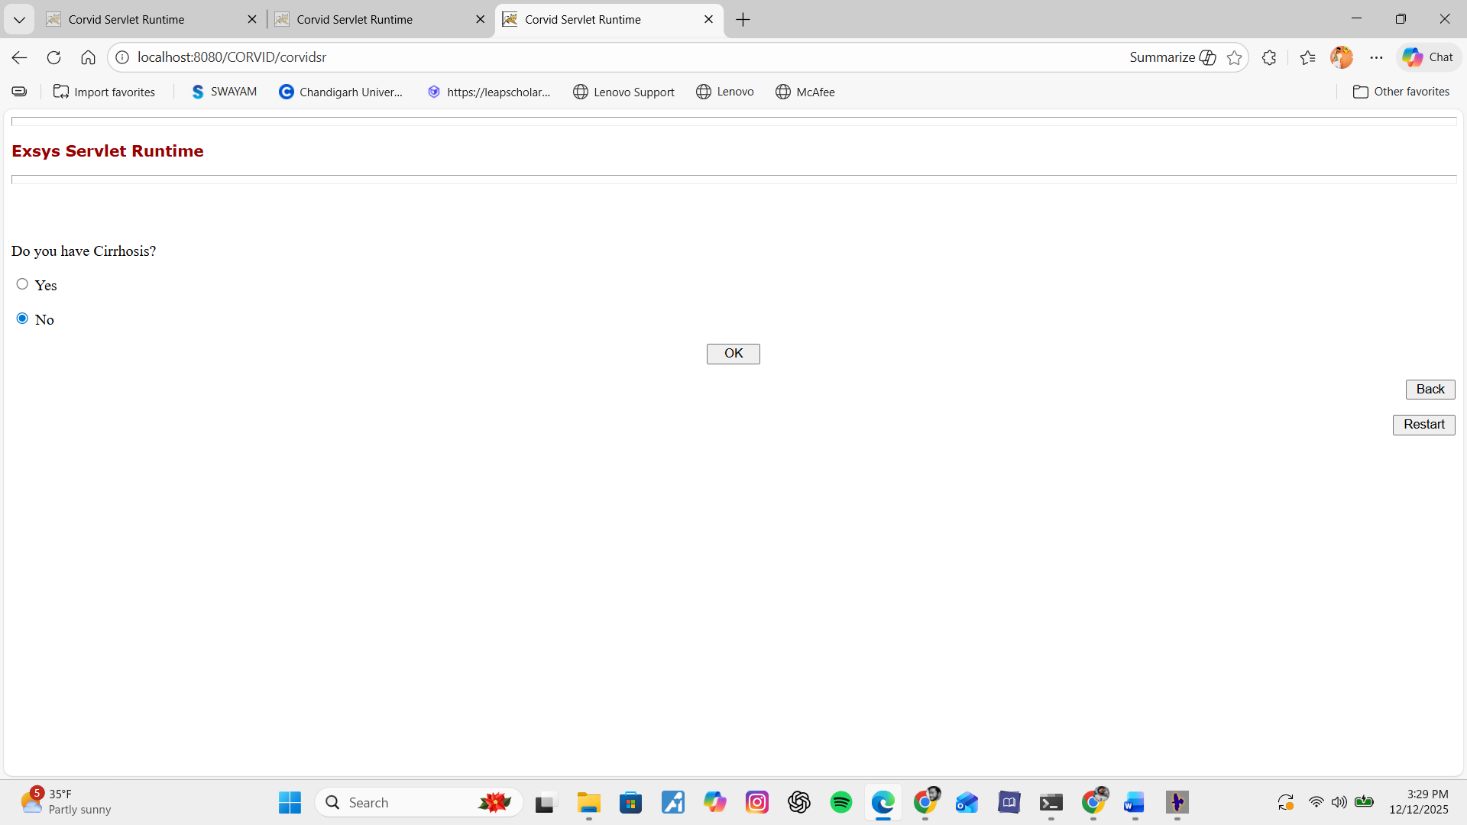 Corvid Servlet Runtime
Corvid Servlet Runtime
Corvid Servlet Runtime
localhost:8080/CORVID/corvidsr
Summarize
Chat
Import favorites
SWAYAM
Chandigarh Univer...
https://leapscholar...
Lenovo Support
Lenovo
McAfee
Other favorites
Exsys Servlet Runtime
Do you have Cirrhosis?
Yes
No
OK
Back
Restart
5
35°F
Partly sunny
Search
3:29 PM
12/12/2025